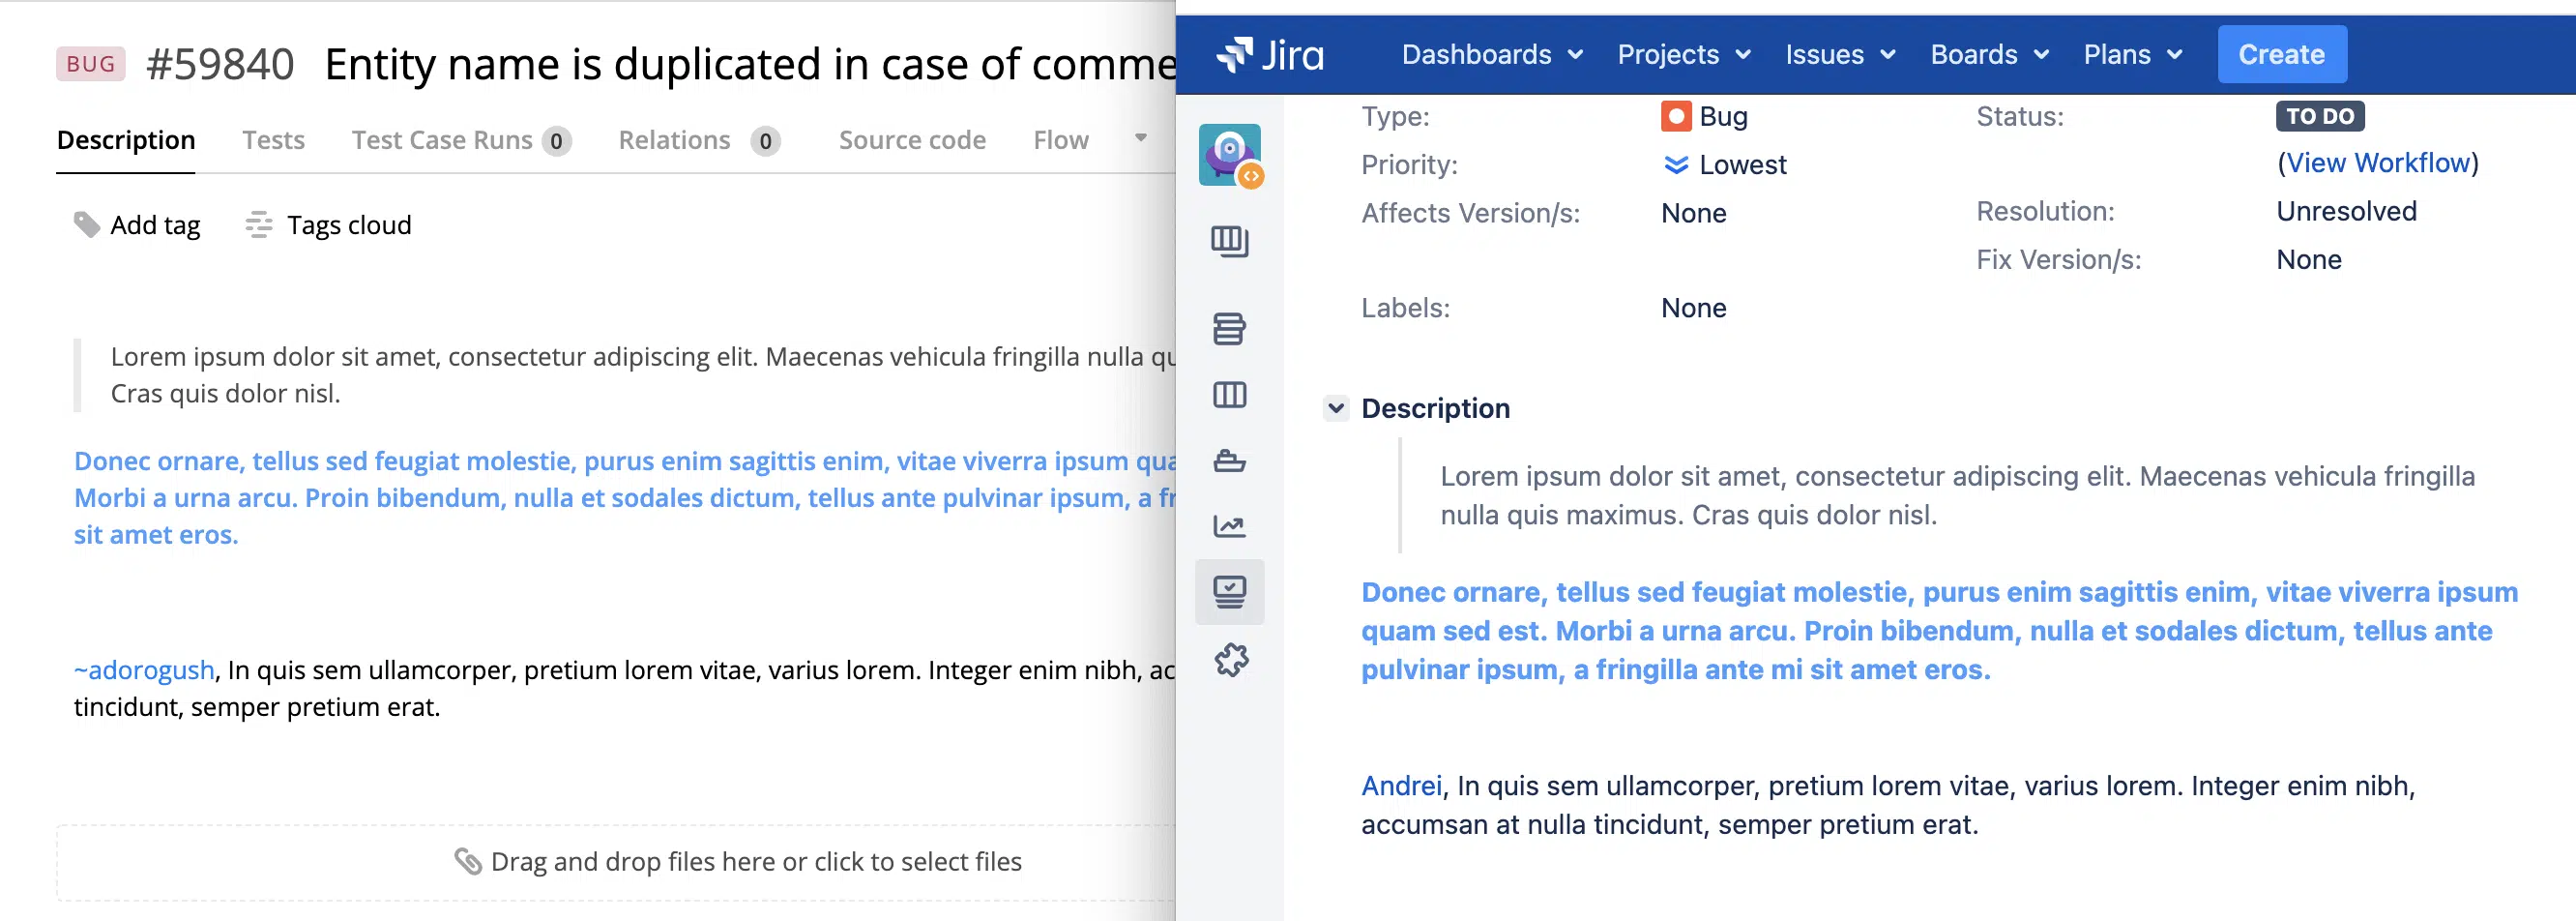 BUG #59840 Entity name is duplicated in case of comme
Description Tests Test Case Runs 0 Relations 0 Source code Flow
Add tag Tags cloud
Lorem ipsum dolor sit amet, consectetur adipiscing elit. Maecenas vehicula fringilla nulla qu
Cras quis dolor nisl.
Donec ornare, tellus sed feugiat molestie, purus enim sagittis enim, vitae viverra ipsum qua
Morbi a urna arcu. Proin bibendum, nulla et sodales dictum, tellus ante pulvinar ipsum, a fr
sit amet eros.
~adorogush, In quis sem ullamcorper, pretium lorem vitae, varius lorem. Integer enim nibh, ac
tincidunt, semper pretium erat.
Drag and drop files here or click to select files
Jira Dashboards Projects Issues Boards Plans Create
Type: Bug Status: TO DO
Priority: Lowest (View Workflow)
Affects Version/s: None Resolution: Unresolved
Fix Version/s: None
Labels: None
Description
Lorem ipsum dolor sit amet, consectetur adipiscing elit. Maecenas vehicula fringilla
nulla quis maximus. Cras quis dolor nisl.
Donec ornare, tellus sed feugiat molestie, purus enim sagittis enim, vitae viverra ipsum
quam sed est. Morbi a urna arcu. Proin bibendum, nulla et sodales dictum, tellus ante
pulvinar ipsum, a fringilla ante mi sit amet eros.
Andrei, In quis sem ullamcorper, pretium lorem vitae, varius lorem. Integer enim nibh,
accumsan at nulla tincidunt, semper pretium erat.